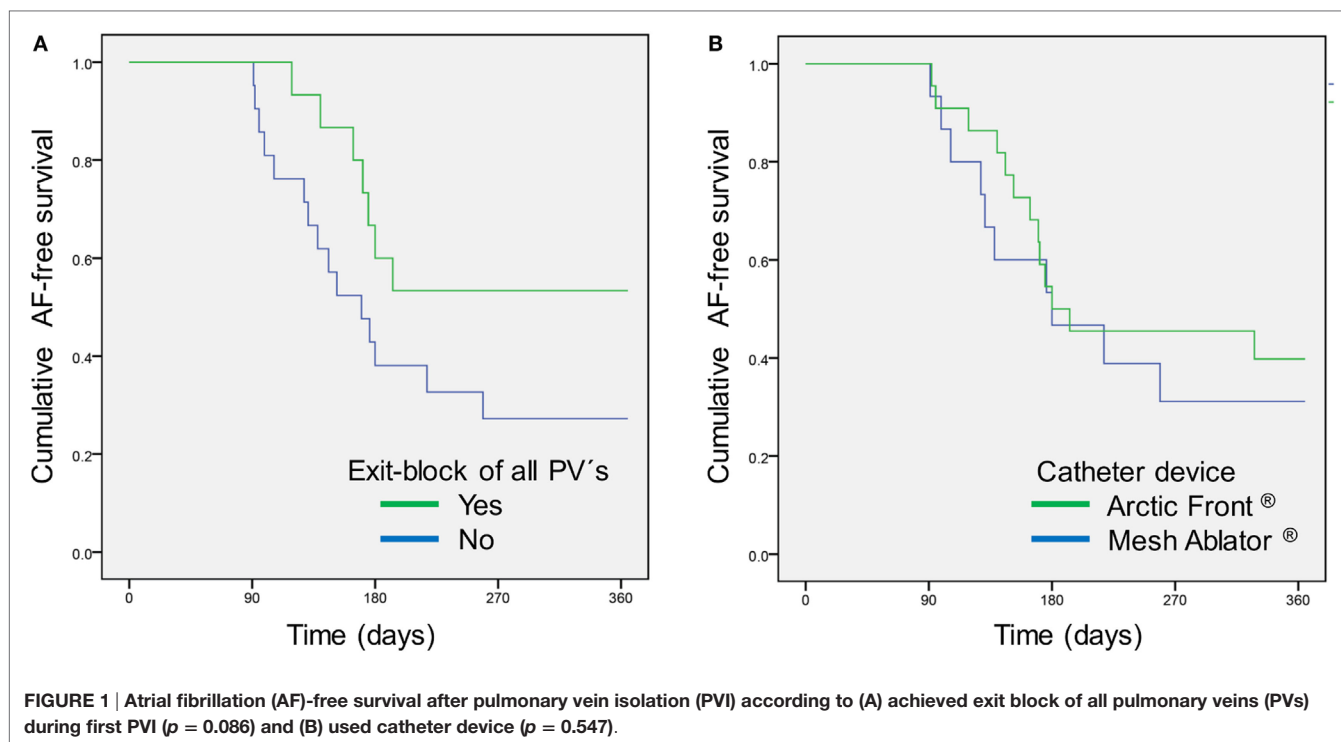 A
Cumulative AF-free survival
1.0
0.8
0.6
0.4
0.2
0.0
0 90 180 270 360
Time (days)
Exit-block of all PV´s
Yes
No
B
Cumulative AF-free survival
1.0
0.8
0.6
0.4
0.2
0.0
0 90 180 270 360
Time (days)
Catheter device
Arctic Front ®
Mesh Ablator ®
FIGURE 1 | Atrial fibrillation (AF)-free survival after pulmonary vein isolation (PVI) according to (A) achieved exit block of all pulmonary veins (PVs)
during first PVI (p = 0.086) and (B) used catheter device (p = 0.547).